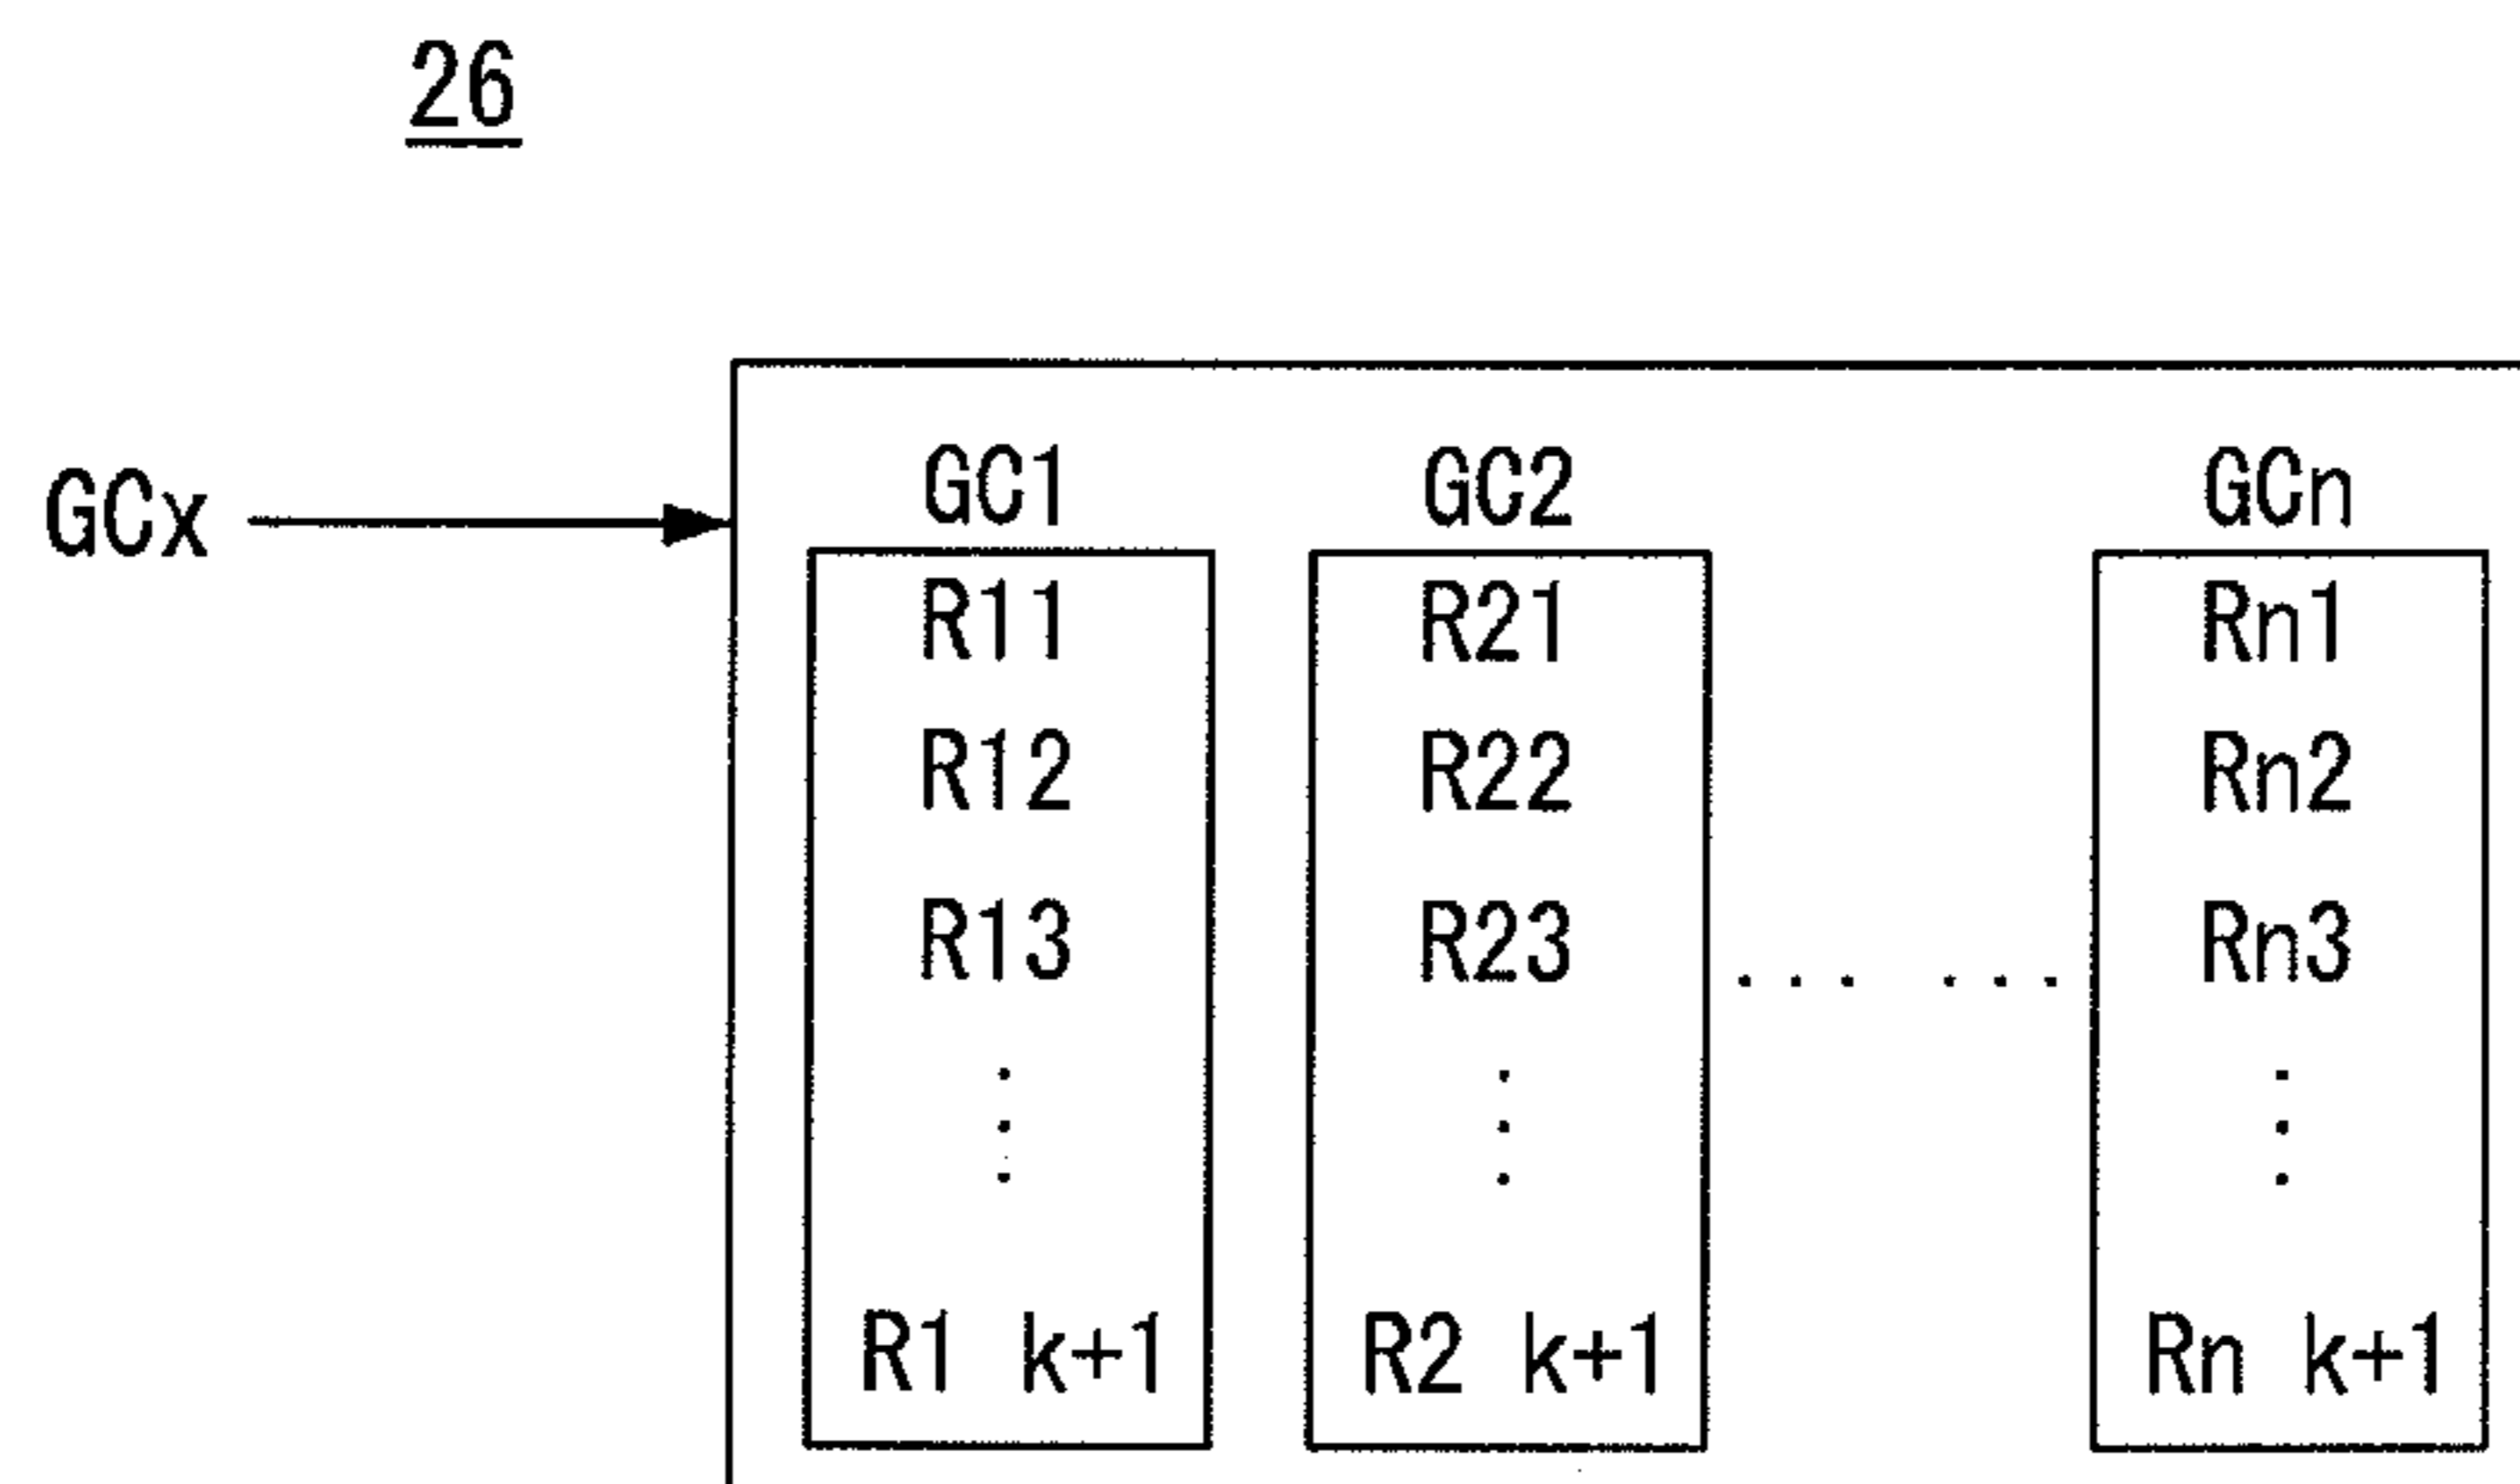 26
GCx
GC1 GC2 GCn
R11 R21 Rn1
R12 R22 Rn2
R13 R23 ... ... Rn3
R1 k+1 R2 k+1 Rn k+1